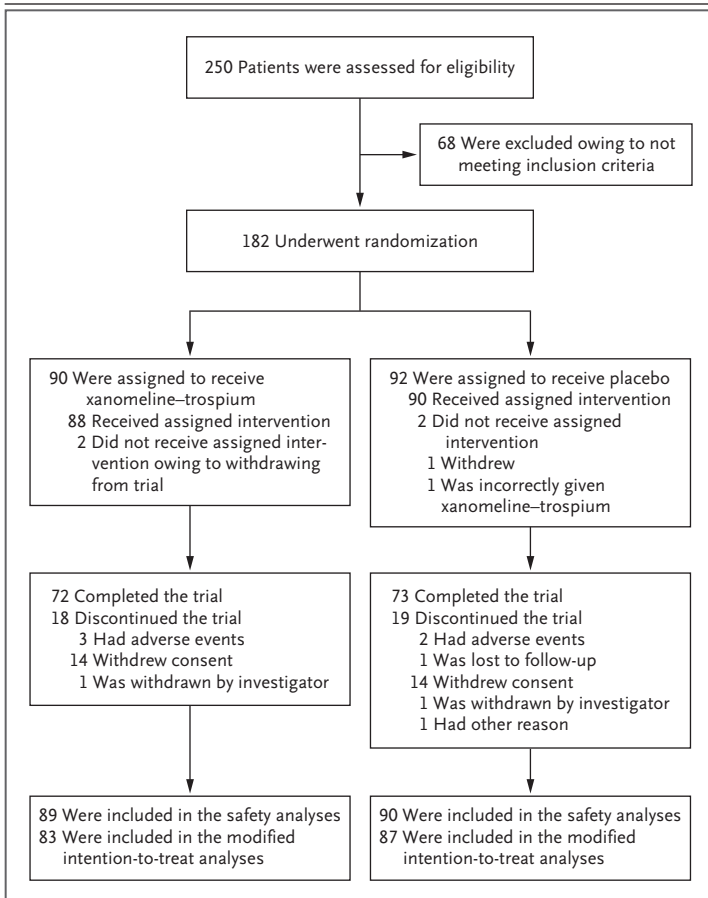 250 Patients were assessed for eligibility
68 Were excluded owing to not
meeting inclusion criteria
182 Underwent randomization
90 Were assigned to receive
xanomeline–trospium
88 Received assigned intervention
2 Did not receive assigned inter-
vention owing to withdrawing
from trial
92 Were assigned to receive placebo
90 Received assigned intervention
2 Did not receive assigned
intervention
1 Withdrew
1 Was incorrectly given
xanomeline–trospium
72 Completed the trial
18 Discontinued the trial
3 Had adverse events
14 Withdrew consent
1 Was withdrawn by investigator
73 Completed the trial
19 Discontinued the trial
2 Had adverse events
1 Was lost to follow-up
14 Withdrew consent
1 Was withdrawn by investigator
1 Had other reason
89 Were included in the safety analyses
83 Were included in the modified
intention-to-treat analyses
90 Were included in the safety analyses
87 Were included in the modified
intention-to-treat analyses